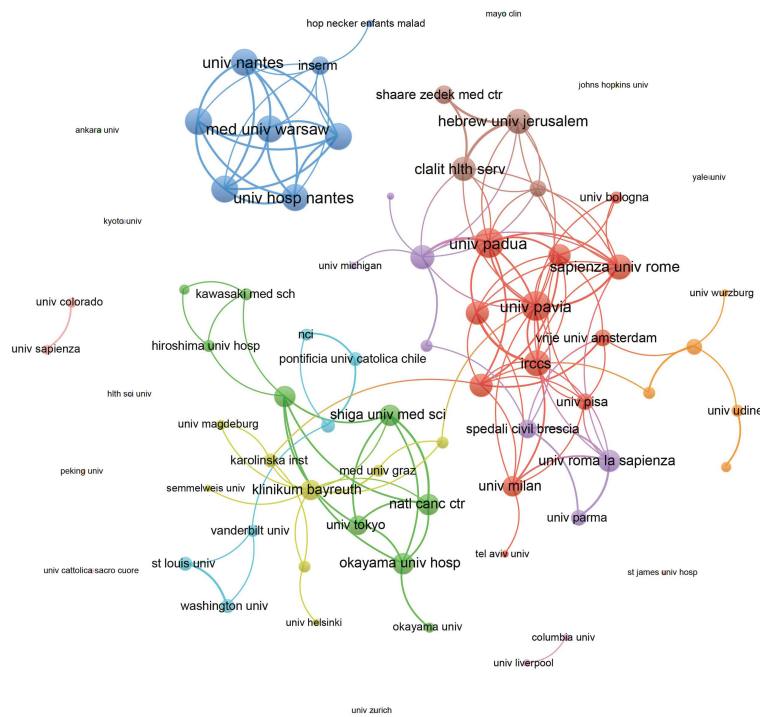 mayo clin
hop necker enfants malad
univ nantes
inserm
johns hopkins univ
shaare zedek med ctr
hebrew univ jerusalem
ankara univ
med univ warsaw
clalit hlth serv
yale univ
univ hosp nantes
univ bologna
kyoto univ
univ padua
sapienza univ rome
univ michigan
kawasaki med sch
univ wurzburg
univ colorado
univ pavia
nci
vrije univ amsterdam
hiroshima univ hosp
univ sapienza
pontificia univ catolica chile
irccs
hlth sci univ
univ pisa
shiga univ med sci
univ udine
univ magdeburg
spedali civil brescia
karolinska inst
univ roma la sapienza
peking univ
med univ graz
semmelweis univ
klinikum bayreuth
univ milan
natl canc ctr
univ parma
univ tokyo
vanderbilt univ
tel aviv univ
st louis univ
okayama univ hosp
univ cattolica sacro cuore
st james univ hosp
washington univ
univ helsinki
okayama univ
columbia univ
univ liverpool
univ zurich